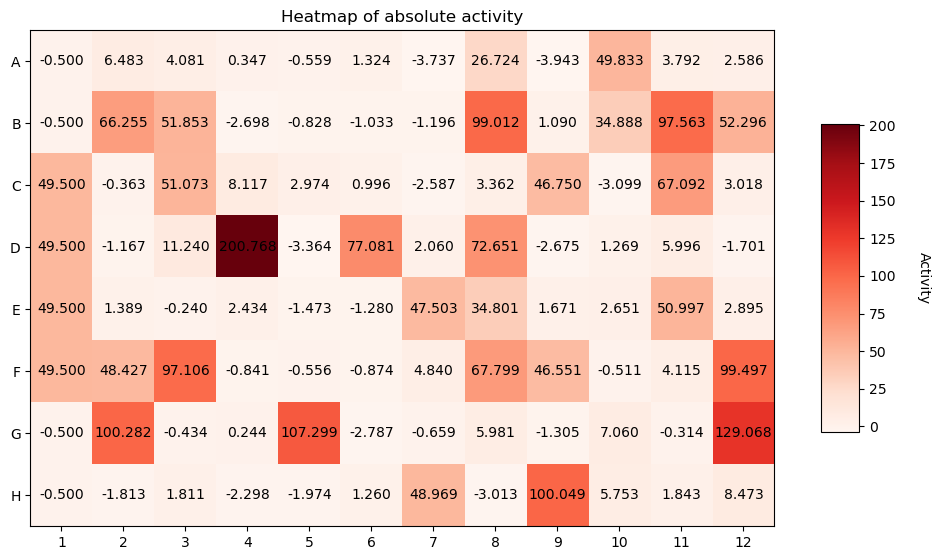 Heatmap of absolute activity
A -0.500 6.483 4.081 0.347 -0.559 1.324 -3.737 26.724 -3.943 49.833 3.792 2.586
B -0.500 66.255 51.853 -2.698 -0.828 -1.033 -1.196 99.012 1.090 34.888 97.563 52.296
C 49.500 -0.363 51.073 8.117 2.974 0.996 -2.587 3.362 46.750 -3.099 67.092 3.018
D 49.500 -1.167 11.240 200.768 -3.364 77.081 2.060 72.651 -2.675 1.269 5.996 -1.701
E 49.500 1.389 -0.240 2.434 -1.473 -1.280 47.503 34.801 1.671 2.651 50.997 2.895
F 49.500 48.427 97.106 -0.841 -0.556 -0.874 4.840 67.799 46.551 -0.511 4.115 99.497
G -0.500 100.282 -0.434 0.244 107.299 -2.787 -0.659 5.981 -1.305 7.060 -0.314 129.068
H -0.500 -1.813 1.811 -2.298 -1.974 1.260 48.969 -3.013 100.049 5.753 1.843 8.473
1 2 3 4 5 6 7 8 9 10 11 12
200
175
150
125
100
75
50
25
0
Activity